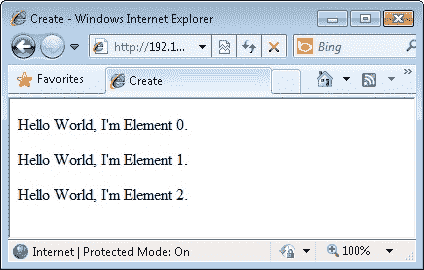 Create - Windows Internet Explorer
http://192.1...
Bing
Favorites
Create
Hello World, I'm Element 0.
Hello World, I'm Element 1.
Hello World, I'm Element 2.
Internet | Protected Mode: On
100%